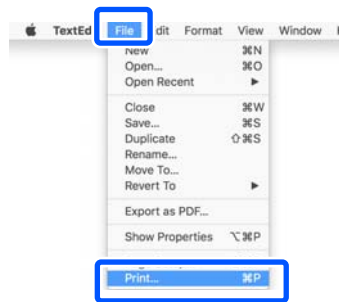 TextEd File dit Format View Window
New ⌘N
Open... ⌘O
Open Recent ▶
Close ⌘W
Save... ⌘S
Duplicate ⇧⌘S
Rename...
Move To...
Revert To ▶
Export as PDF...
Show Properties ⌥⌘P
Print... ⌘P